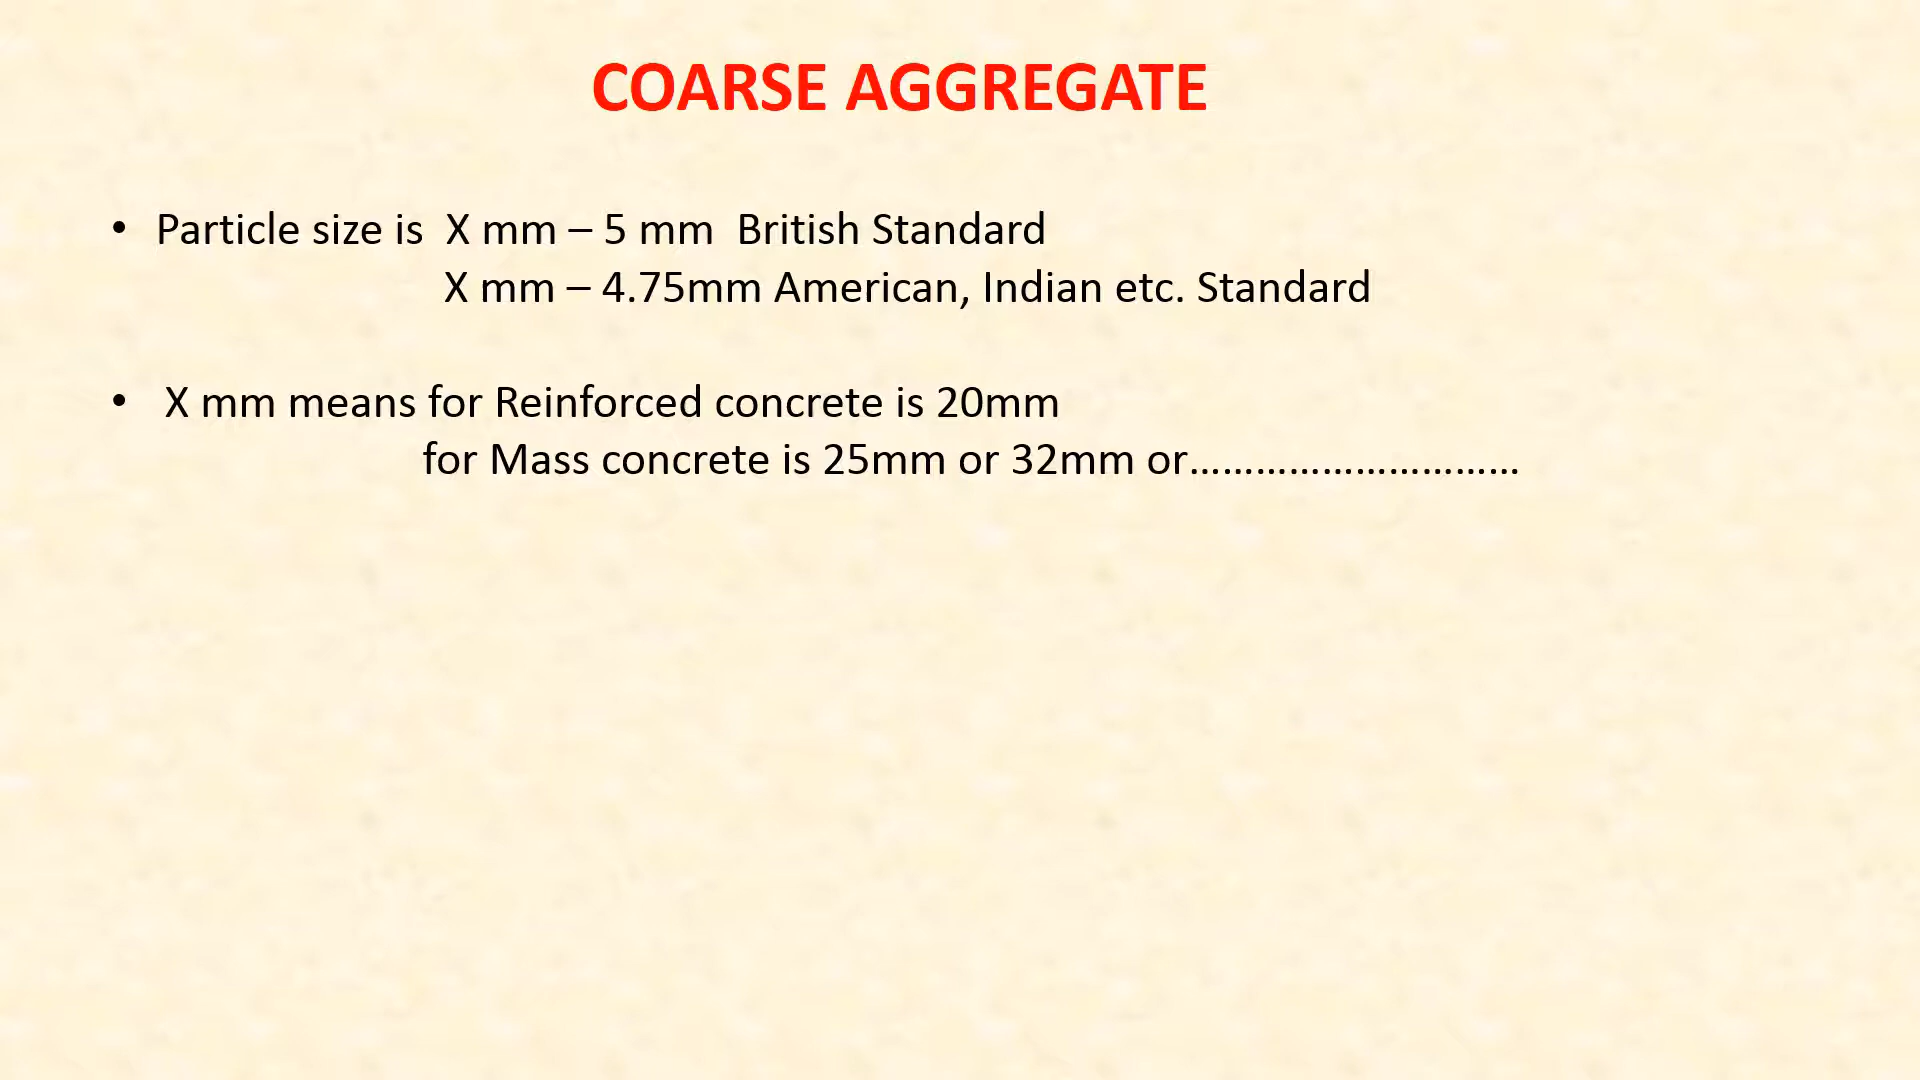 COARSE AGGREGATE
• Particle size is X mm – 5 mm British Standard
X mm – 4.75mm American, Indian etc. Standard
• X mm means for Reinforced concrete is 20mm
for Mass concrete is 25mm or 32mm or..............................